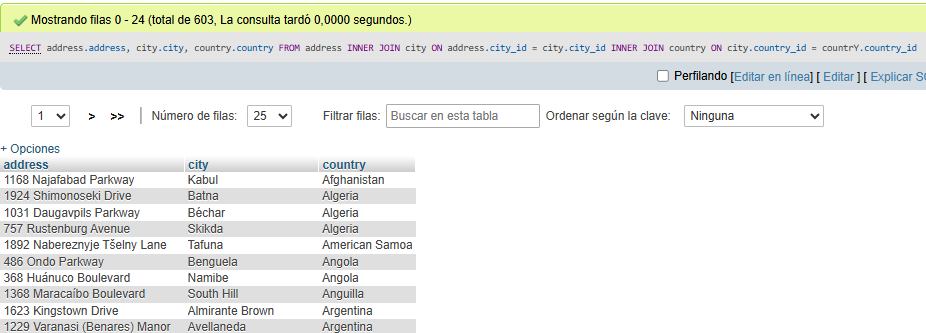 Mostrando filas 0 - 24 (total de 603, La consulta tardó 0,0000 segundos.)
SELECT address.address, city.city, country.country FROM address INNER JOIN city ON address.city_id = city.city_id INNER JOIN country ON city.country_id = countrY.country_id
Perfilando [Editar en línea] [ Editar ] [ Explicar
1 > >> Número de filas: 25 Filtrar filas: Buscar en esta tabla Ordenar según la clave: Ninguna
+ Opciones
address city country
1168 Najafabad Parkway Kabul Afghanistan
1924 Shimonoseki Drive Batna Algeria
1031 Daugavpils Parkway Béchar Algeria
757 Rustenburg Avenue Skikda Algeria
1892 Nabereznyje Tšelny Lane Tafuna American Samoa
486 Ondo Parkway Benguela Angola
368 Huánuco Boulevard Namibe Angola
1368 Maracaíbo Boulevard South Hill Anguilla
1623 Kingstown Drive Almirante Brown Argentina
1229 Varanasi (Benares) Manor Avellaneda Argentina